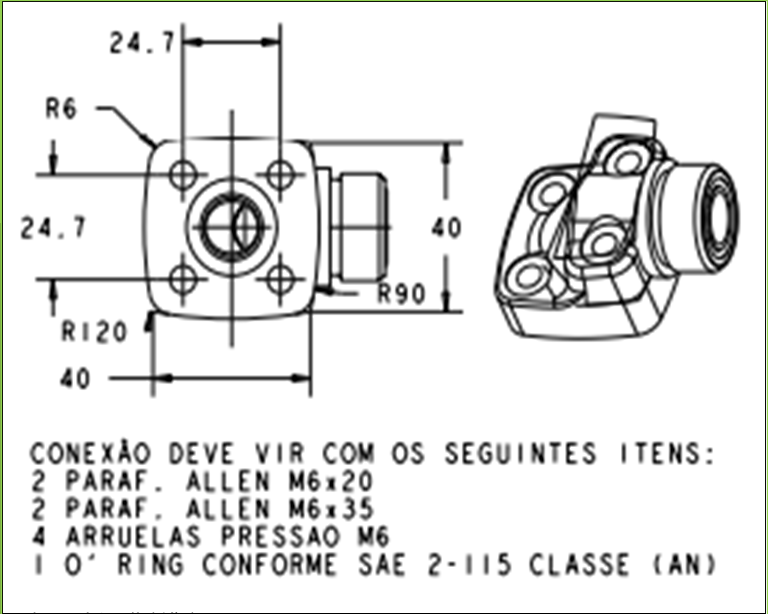 24.7
R6
24.7
40
R90
R120
40
CONEXÃO DEVE VIR COM OS SEGUINTES ITENS:
2 PARAF. ALLEN M6x20
2 PARAF. ALLEN M6x35
4 ARRUELAS PRESSAO M6
1 O' RING CONFORME SAE 2-115 CLASSE (AN)